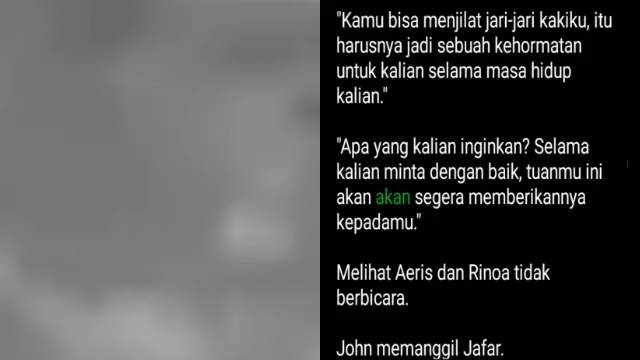 "Kamu bisa menjilat jari-jari kakiku, itu
harusnya jadi sebuah kehormatan
untuk kalian selama masa hidup
kalian."
"Apa yang kalian inginkan? Selama
kalian minta dengan baik, tuanmu ini
akan akan segera memberikannya
kepadamu."
Melihat Aeris dan Rinoa tidak
berbicara.
John memanggil Jafar.